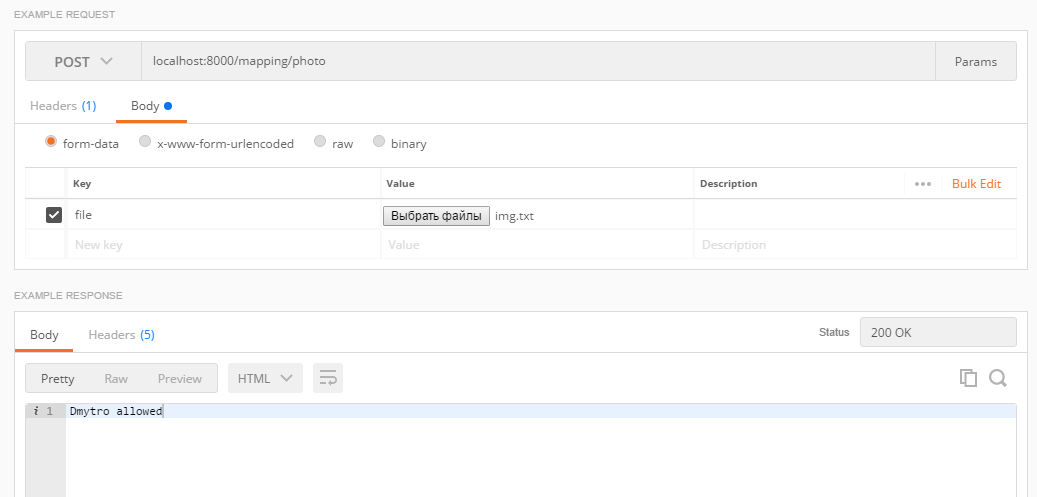 EXAMPLE REQUEST
POST localhost:8000/mapping/photo Params
Headers (1) Body
form-data x-www-form-urlencoded raw binary
Key Value Description ••• Bulk Edit
file Выбрать файлы img.txt
New key Value Description
EXAMPLE RESPONSE
Body Headers (5) Status 200 OK
Pretty Raw Preview HTML
i 1 Dmytro allowed